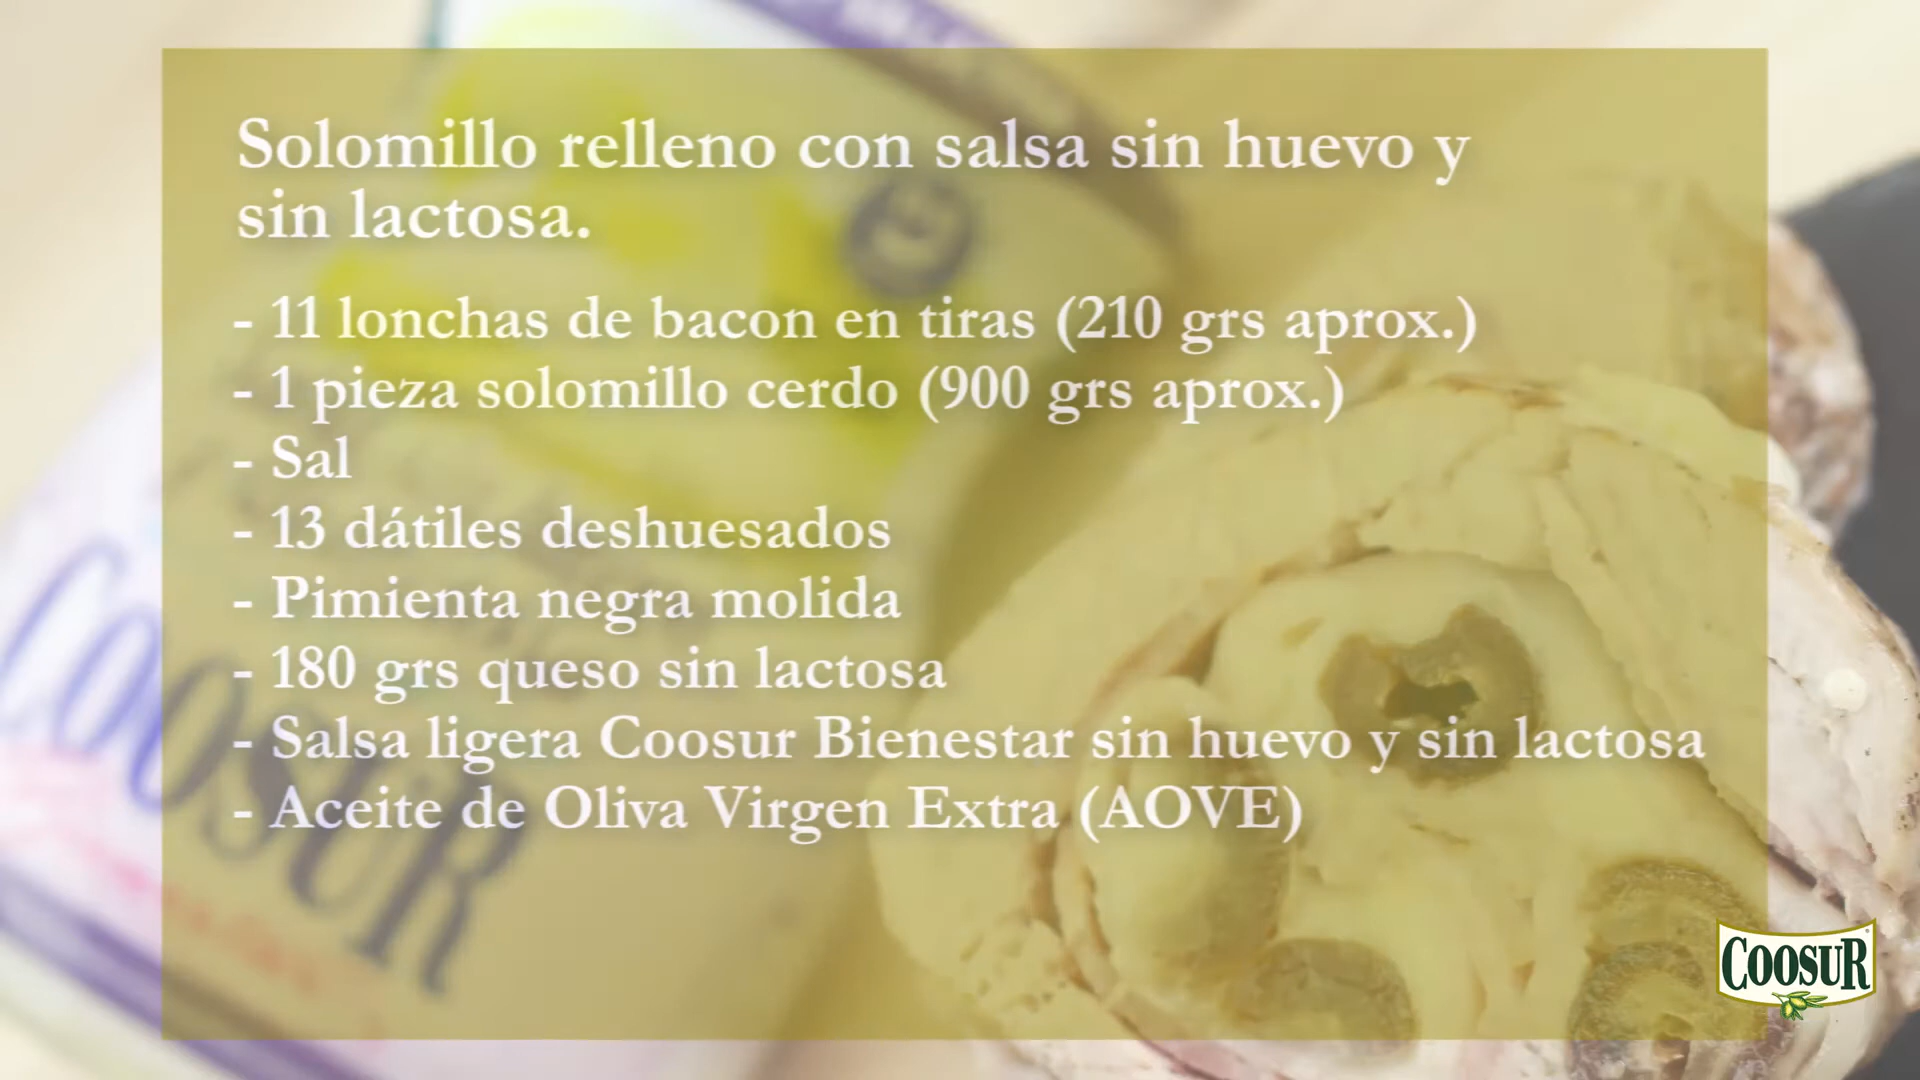 Solomillo relleno con salsa sin huevo y
sin lactosa.
- 11 lonchas de bacon en tiras (210 grs aprox.)
- 1 pieza solomillo cerdo (900 grs aprox.)
- Sal
- 13 dátiles deshuesados
- Pimienta negra molida
- 180 grs queso sin lactosa
- Salsa ligera Coosur Bienestar sin huevo y sin lactosa
- Aceite de Oliva Virgen Extra (AOVE)
COOSUR
COOSUR